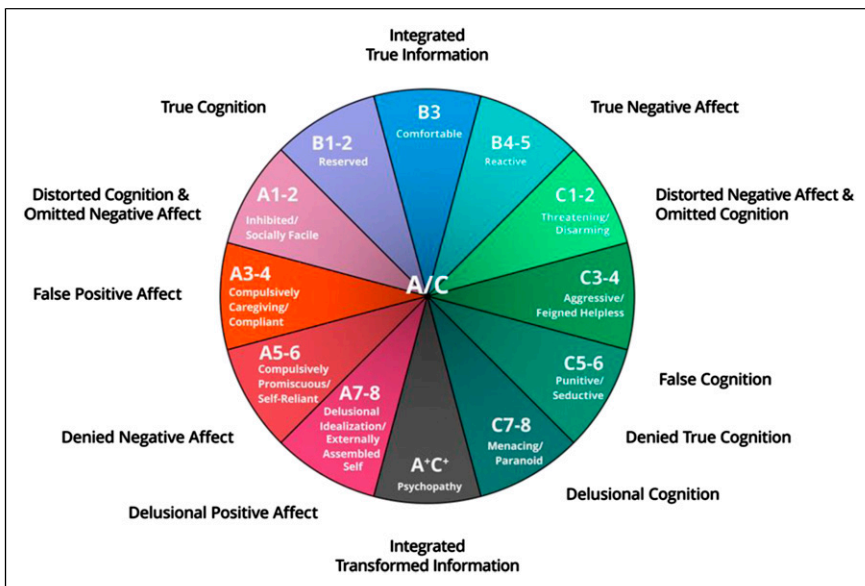 Integrated
True Information
True Cognition
True Negative Affect
B3
Comfortable
B1-2
Reserved
B4-5
Reactive
Distorted Cognition &
Omitted Negative Affect
A1-2
Inhibited/
Socially Facile
C1-2
Threatening/
Disarming
Distorted Negative Affect &
Omitted Cognition
False Positive Affect
A3-4
Compulsively
Caregiving/
Compliant
A/C
C3-4
Aggressive/
Feigned Helpless
A5-6
Compulsively
Promiscuous/
Self-Reliant
C5-6
Punitive/
Seductive
False Cognition
Denied Negative Affect
A7-8
Delusional
Idealization/
Externally
Assembled
Self
C7-8
Menacing/
Paranoid
Denied True Cognition
A⁺C⁺
Psychopathy
Delusional Cognition
Delusional Positive Affect
Integrated
Transformed Information